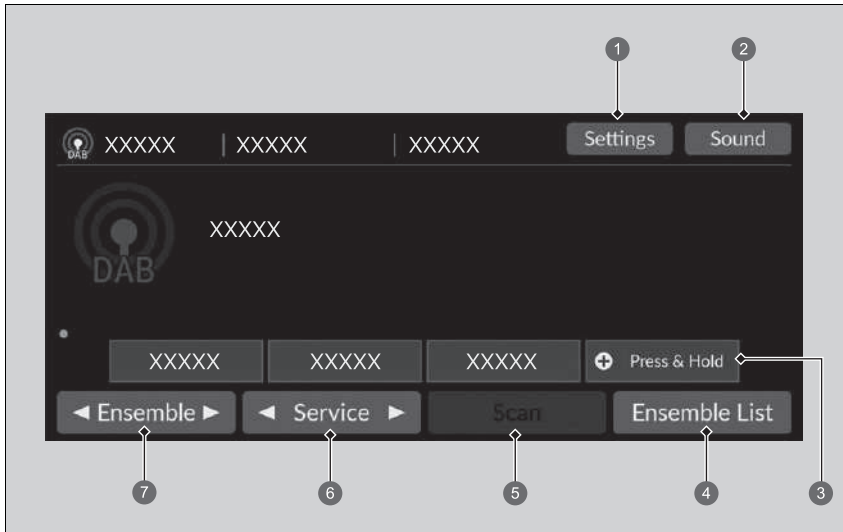 1 2
DAB XXXXX | XXXXX | XXXXX Settings Sound
XXXXX
DAB
XXXXX XXXXX XXXXX Press & Hold
◄ Ensemble ► ◄ Service ► Scan Ensemble List
7 6 5 4 3